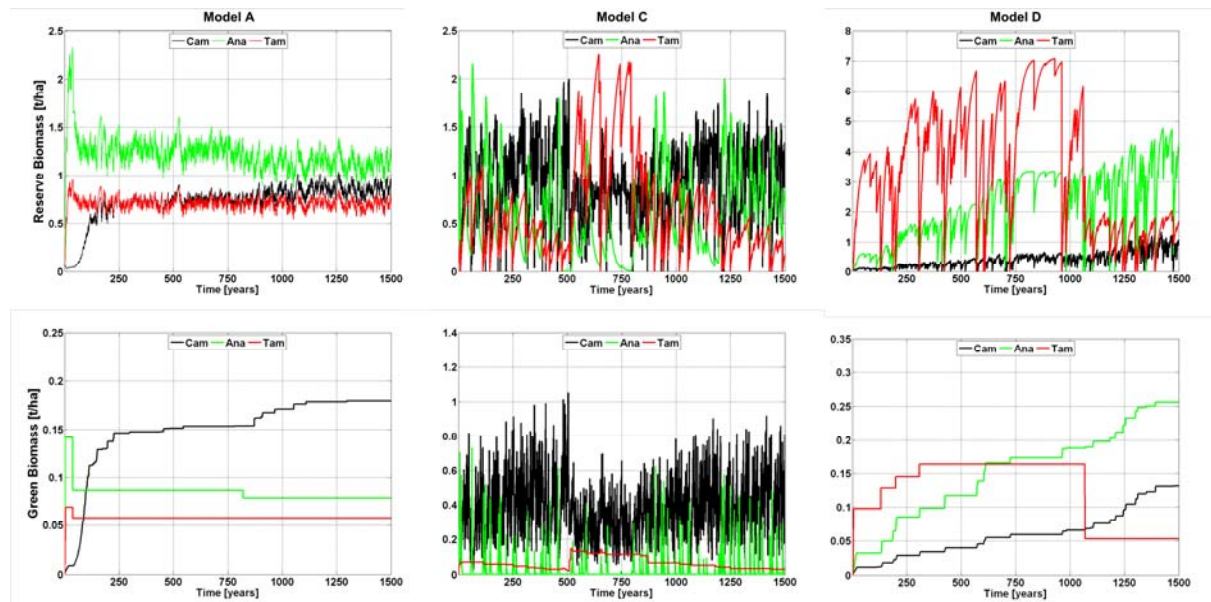 Model A
Cam Ana Tam
2.5
2
1.5
1
0.5
0
Reserve Biomass [t/ha]
250 500 750 1000 1250 1500
Time [years]
Model C
Cam Ana Tam
2.5
2
1.5
1
0.5
0
250 500 750 1000 1250 1500
Time [years]
Model D
Cam Ana Tam
8
7
6
5
4
3
2
1
0
250 500 750 1000 1250 1500
Time [years]
Cam Ana Tam
0.25
0.2
0.15
0.1
0.05
0
Green Biomass [t/ha]
250 500 750 1000 1250 1500
Time [years]
Cam Ana Tam
1.4
1.2
1
0.8
0.6
0.4
0.2
0
250 500 750 1000 1250 1500
Time [years]
Cam Ana Tam
0.35
0.3
0.25
0.2
0.15
0.1
0.05
0
250 500 750 1000 1250 1500
Time [years]